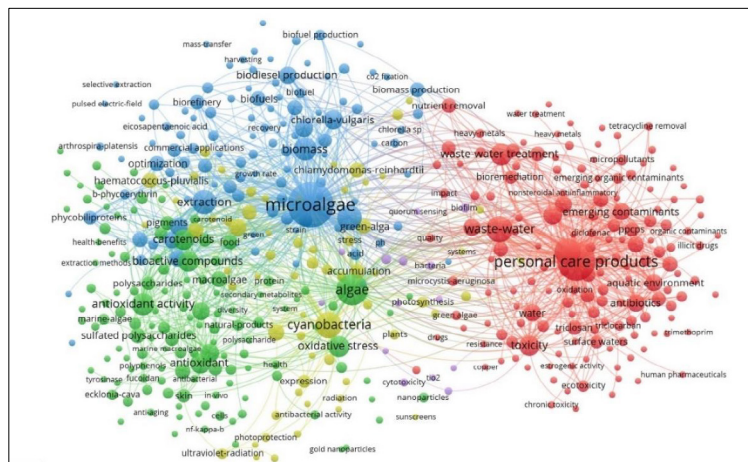 biofuel production
mass-transfer
harvesting
biodiesel production
co2 fixation
selective extraction
biofuel
biomass production
pulsed electric-field
biorefinery
biofuels
nutrient removal
water treatment
eicosapentaenoic acid
recovery
chlorella-vulgaris
chlorella sp
heavy-metals
heavy metals
tetracycline removal
arthrospira-platensis
commercial applications
carbon
biomass
waste water treatment
micropollutants
optimization
chlamydomonas-reinhardtii
bioremediation
emerging organic contaminants
haematococcus-pluvialis
growth rate
nonsteroidal antiinflammatory
b-phycoerythrin
extraction
microalgae
impact
emerging contaminants
phycobiliproteins
pigments
carotenoid
strain
green-alga
quorum sensing
biofilm
waste-water
diclofenac
ppcps
organic contaminants
health-benefits
carotenoids
food
green
stress
ph
quality
illicit drugs
extraction methods
bioactive compounds
acid
bacteria
systems
personal care products
polysaccharides
macroalgae
protein
accumulation
aquatic environment
secondary metabolites
algae
microcystis-aeruginosa
oxidation
antioxidant activity
diversity
system
photosynthesis
antibiotics
marine-algae
natural-products
cyanobacteria
green algae
water
triclosan
triclocarban
sulfated polysaccharides
polysaccharide
plants
drugs
trimethoprim
marine macroalgae
oxidative stress
resistance
toxicity
surface waters
polyphenols
antioxidant
health
copper
estrogenic activity
tyrosinase
fucoidan
antibacterial
expression
tio2
human pharmaceuticals
ecklonia-cava
skin
in-vivo
cytotoxicity
ecotoxicity
radiation
nanoparticles
chronic toxicity
anti-aging
cells
antibacterial activity
sunscreens
nf-kappa-b
photoprotection
ultraviolet-radiation
gold nanoparticles